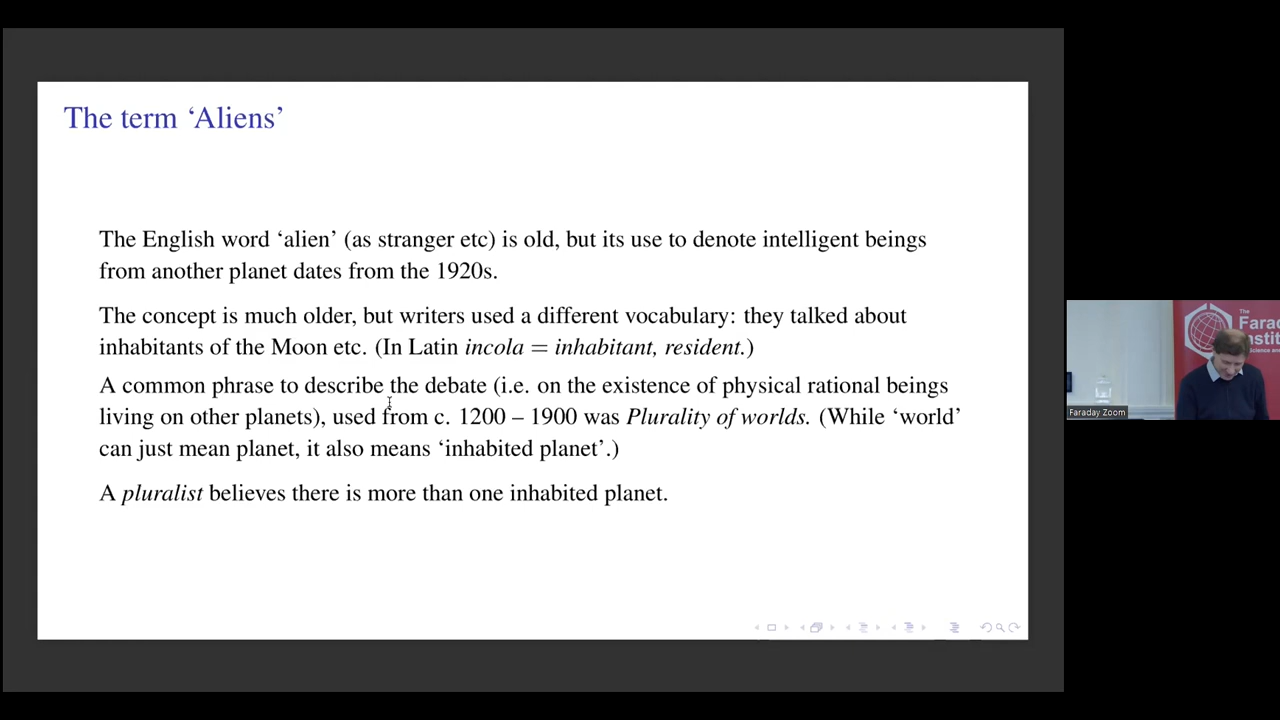 The term ‘Aliens’
The English word ‘alien’ (as stranger etc) is old, but its use to denote intelligent beings
from another planet dates from the 1920s.
The concept is much older, but writers used a different vocabulary: they talked about
inhabitants of the Moon etc. (In Latin incola = inhabitant, resident.)
A common phrase to describe the debate (i.e. on the existence of physical rational beings
living on other planets), used from c. 1200 – 1900 was Plurality of worlds. (While ‘world’
can just mean planet, it also means ‘inhabited planet’.)
A pluralist believes there is more than one inhabited planet.
The
Farad
Instit
Science an
Faraday Zoom